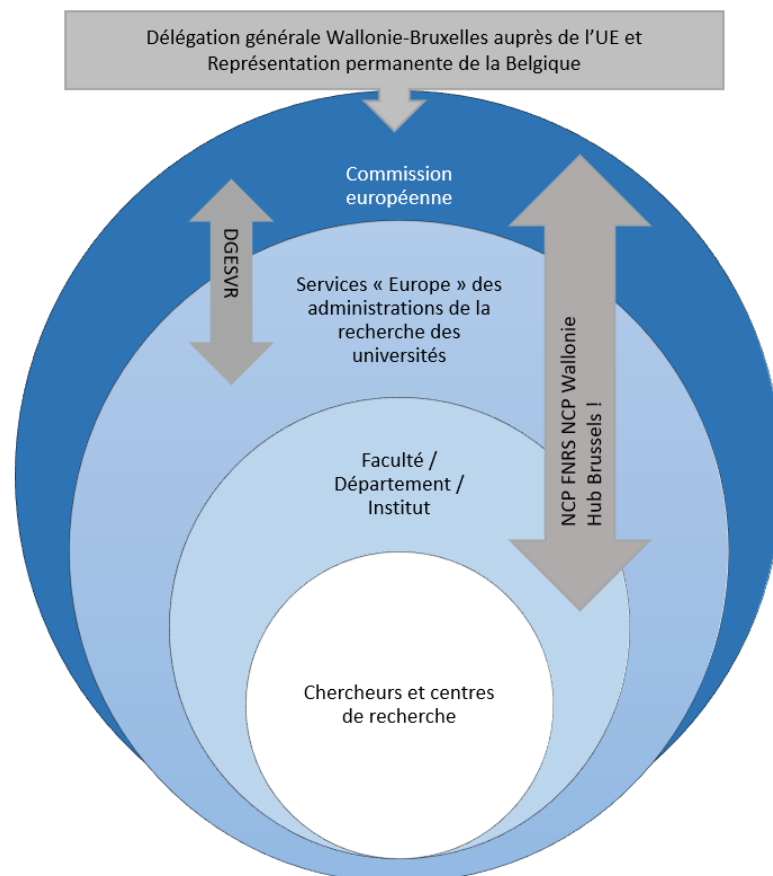 Délégation générale Wallonie-Bruxelles auprès de l’UE et
Représentation permanente de la Belgique
Commission
européenne
DGESVR
Services « Europe » des
administrations de la
recherche des
universités
NCP FNRS NCP Wallonie
Hub Brussels !
Faculté /
Département /
Institut
Chercheurs et centres
de recherche